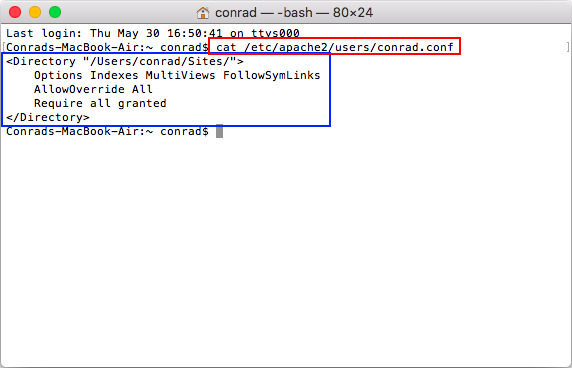 conrad — -bash — 80×24
Last login: Thu May 30 16:50:41 on ttys000
[Conrads-MacBook-Air:~ conrad$ cat /etc/apache2/users/conrad.conf ]
<Directory "/Users/conrad/Sites/">
    Options Indexes MultiViews FollowSymLinks
    AllowOverride All
    Require all granted
</Directory>
Conrads-MacBook-Air:~ conrad$